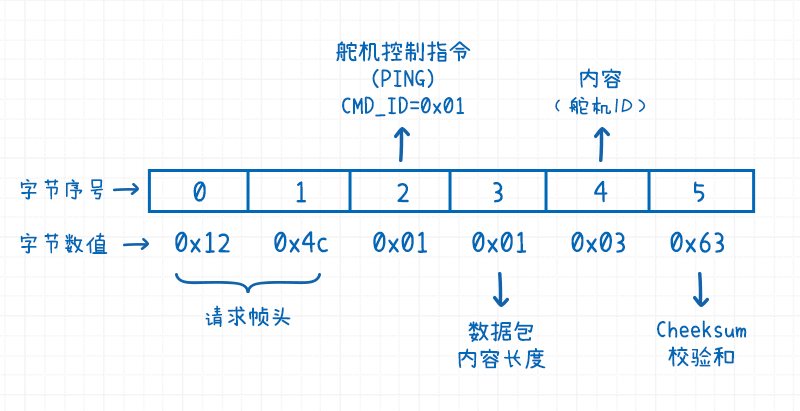 舵机控制指令
(PING)
CMD_ID=0x01
内容
(舵机ID)
字节序号 → 0 1 2 3 4 5
字节数值 → 0x12 0x4c 0x01 0x01 0x03 0x63
请求帧头
数据包
内容长度
Cheeksum
校验和